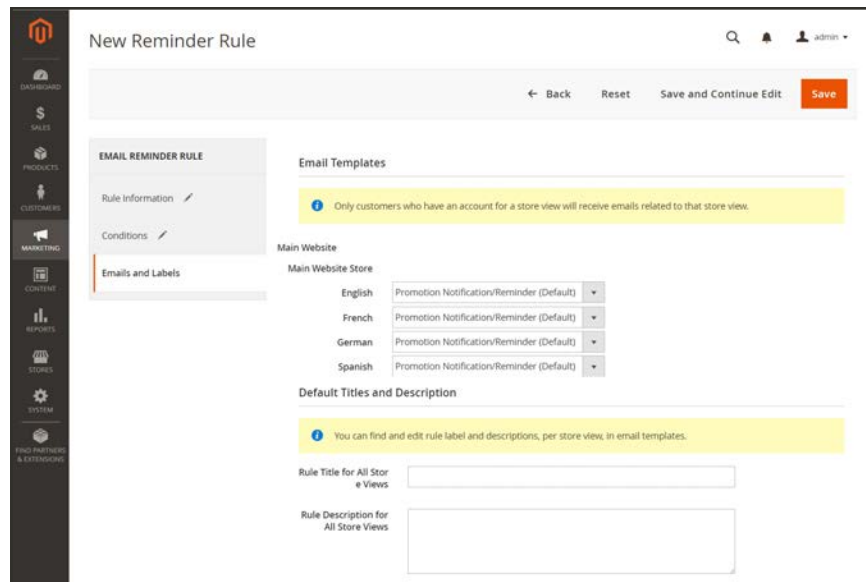 New Reminder Rule
admin
← Back Reset Save and Continue Edit Save
DASHBOARD
SALES
PRODUCTS
CUSTOMERS
MARKETING
CONTENT
REPORTS
STORES
SYSTEM
FIND PARTNERS
& EXTENSIONS
EMAIL REMINDER RULE
Rule Information
Conditions
Emails and Labels
Email Templates
Only customers who have an account for a store view will receive emails related to that store view.
Main Website
Main Website Store
English Promotion Notification/Reminder (Default)
French Promotion Notification/Reminder (Default)
German Promotion Notification/Reminder (Default)
Spanish Promotion Notification/Reminder (Default)
Default Titles and Description
You can find and edit rule label and descriptions, per store view, in email templates.
Rule Title for All Stor
e Views
Rule Description for
All Store Views